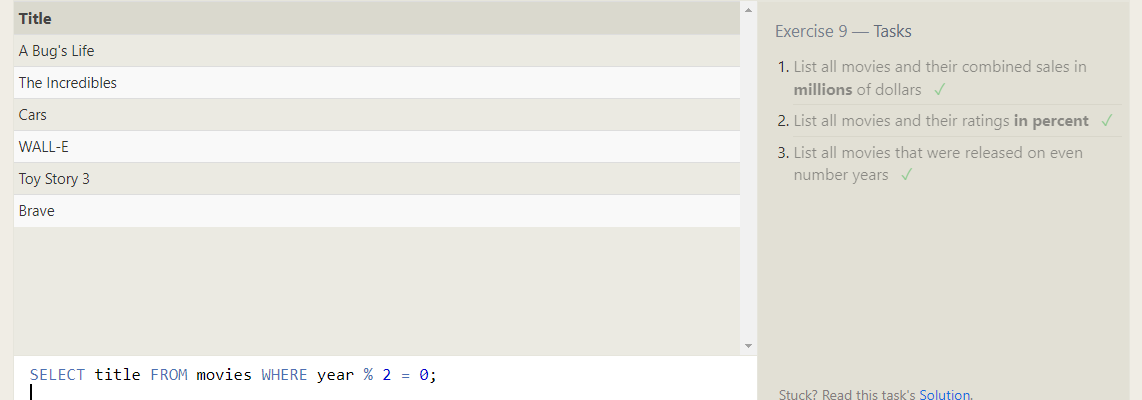 Title
A Bug's Life
The Incredibles
Cars
WALL-E
Toy Story 3
Brave
SELECT title FROM movies WHERE year % 2 = 0;
Exercise 9 — Tasks
1. List all movies and their combined sales in
millions of dollars ✓
2. List all movies and their ratings in percent ✓
3. List all movies that were released on even
number years ✓
Stuck? Read this task's Solution.